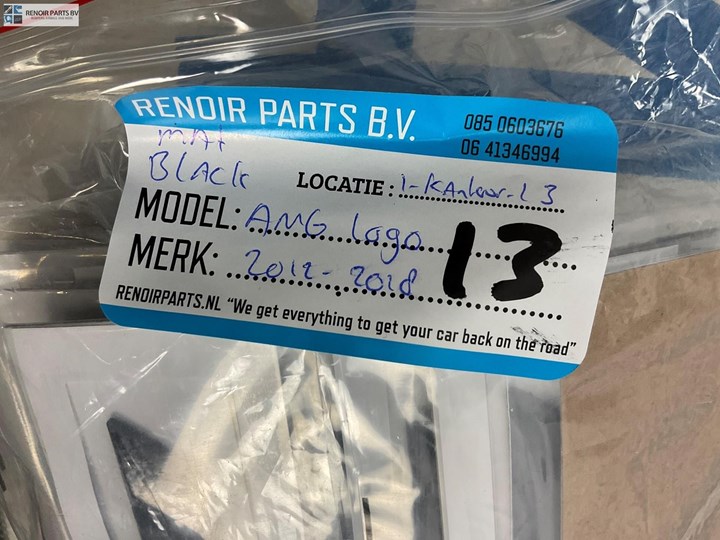 RENOIR PARTS BV
RENOIR PARTS B.V.
085 0603676
06 41346994
MAt
BLACk
LOCATIE: 1-KAntoor-L3
MODEL: AMG logo
13
MERK: 2012-2018
RENOIRPARTS.NL "We get everything to get your car back on the road"